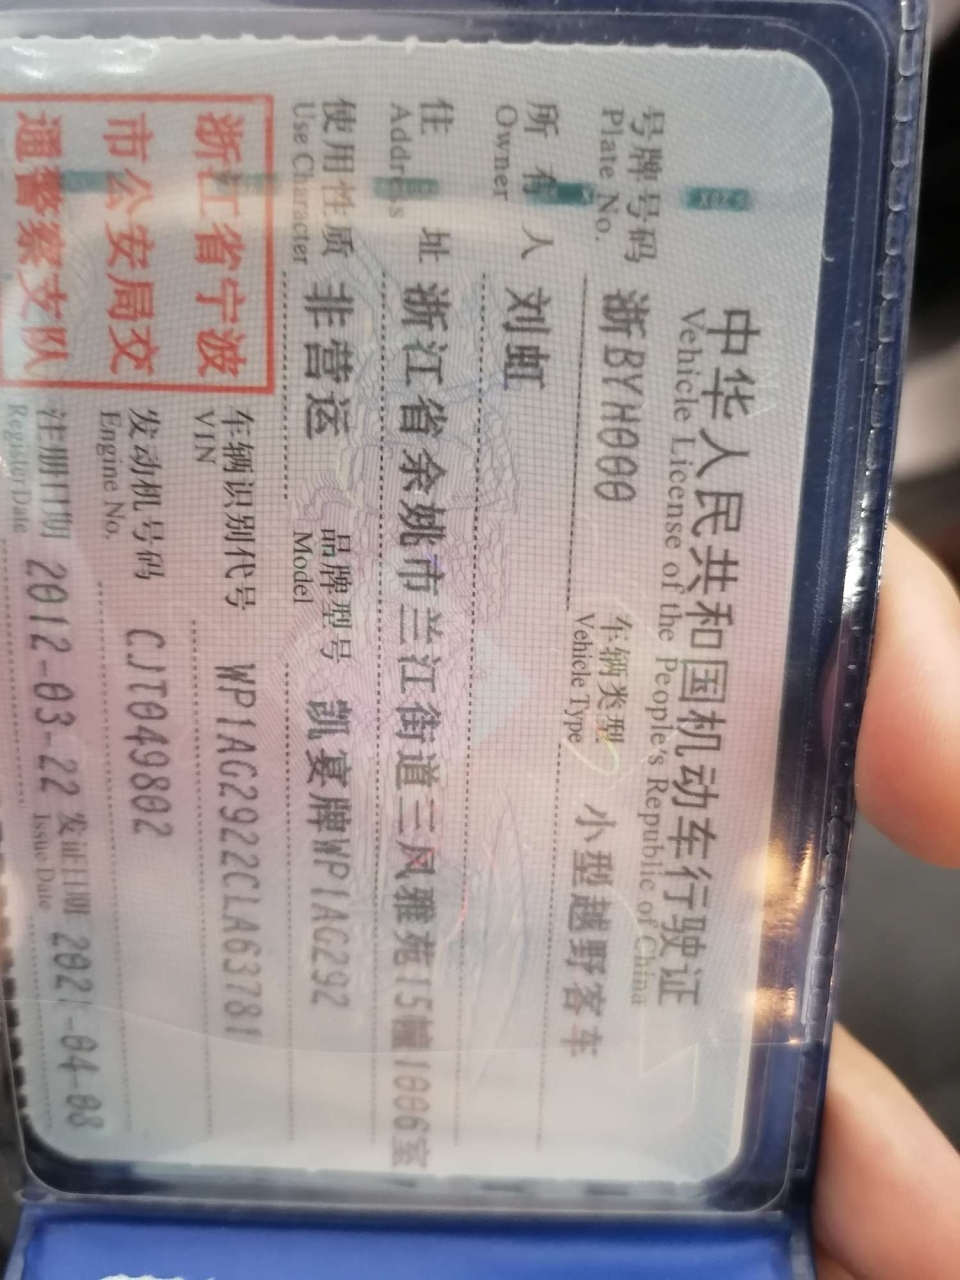 中华人民共和国机动车行驶证
Vehicle License of the People's Republic of China
号牌号码 浙BYH000 车辆类型 小型越野客车
Plate No. Vehicle Type
所有人 刘虹
Owner
住址 浙江省余姚市兰江街道三凤雅苑15幢1006室
Address
使用性质 非营运 品牌型号 凯宴牌WP1AG292
Use Character Model
浙江省宁波
市公安局交
通警察支队
车辆识别代号 WP1AG2922CLA63781
VIN
发动机号码 CJT049802
Engine No.
注册日期 2012-03-22 发证日期 2021-04-08
Register Date Issue Date